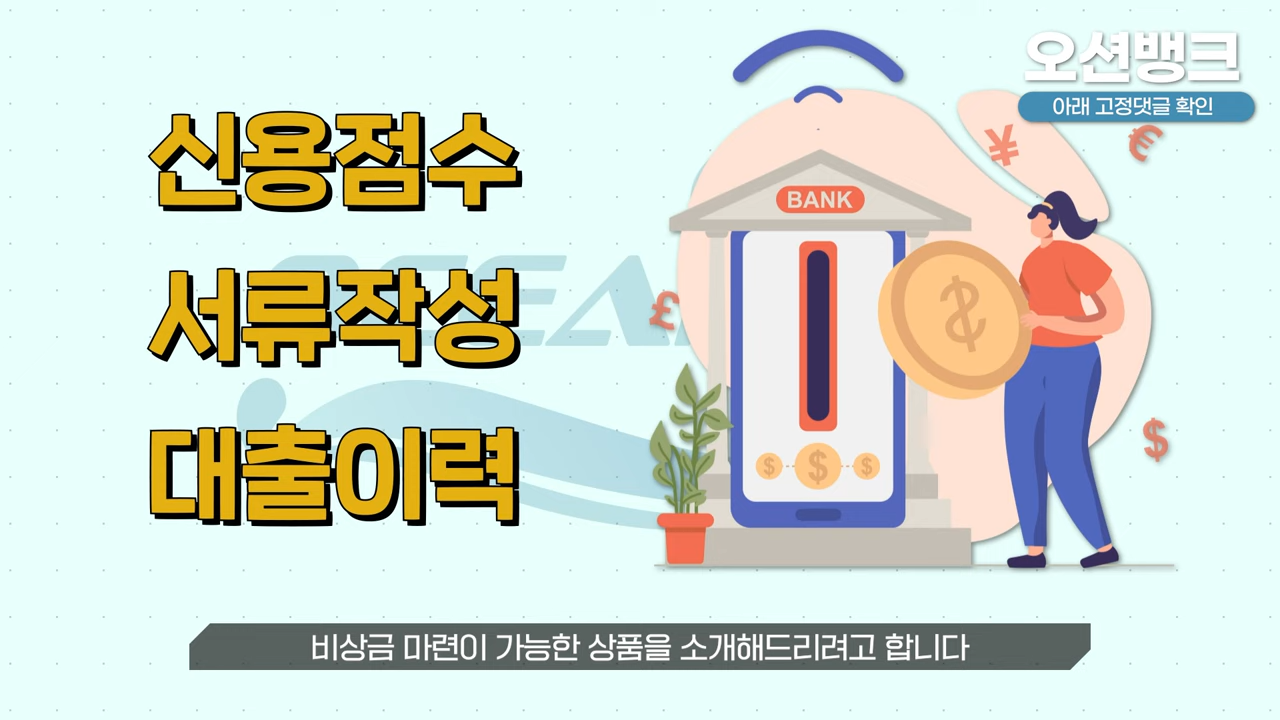 오션뱅크
아래 고정댓글 확인
신용점수
서류작성
대출이력
BANK
비상금 마련이 가능한 상품을 소개해드리려고 합니다